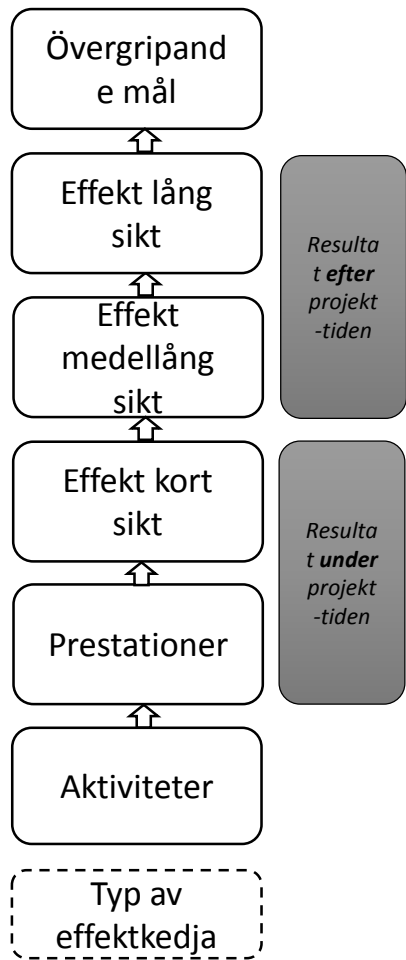 Övergripand
e mål
Effekt lång
sikt
Resulta
t efter
projekt
-tiden
Effekt
medellång
sikt
Effekt kort
sikt
Resulta
t under
projekt
-tiden
Prestationer
Aktiviteter
Typ av
effektkedja